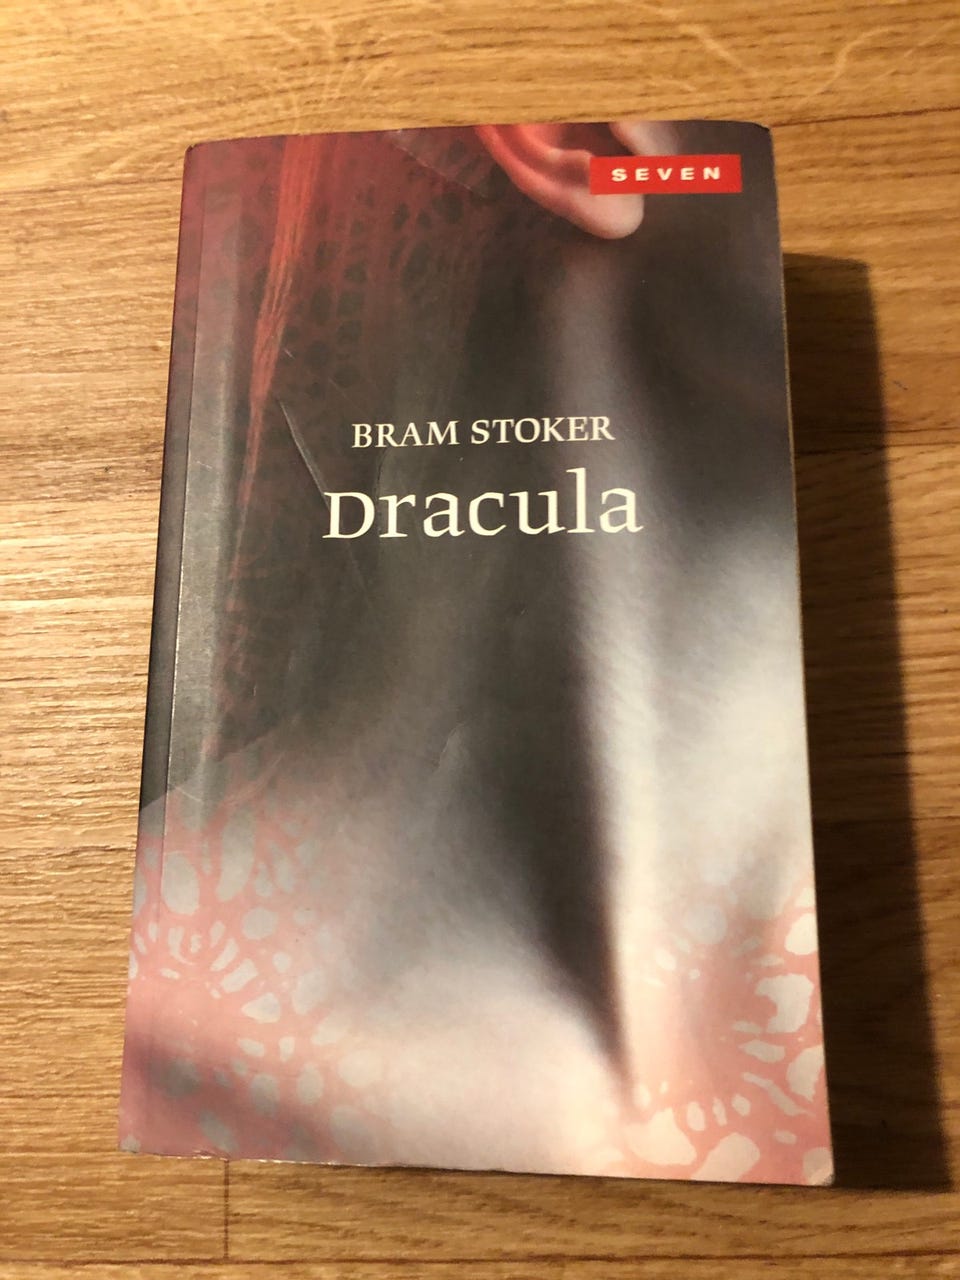 SEVEN
BRAM STOKER
Dracula